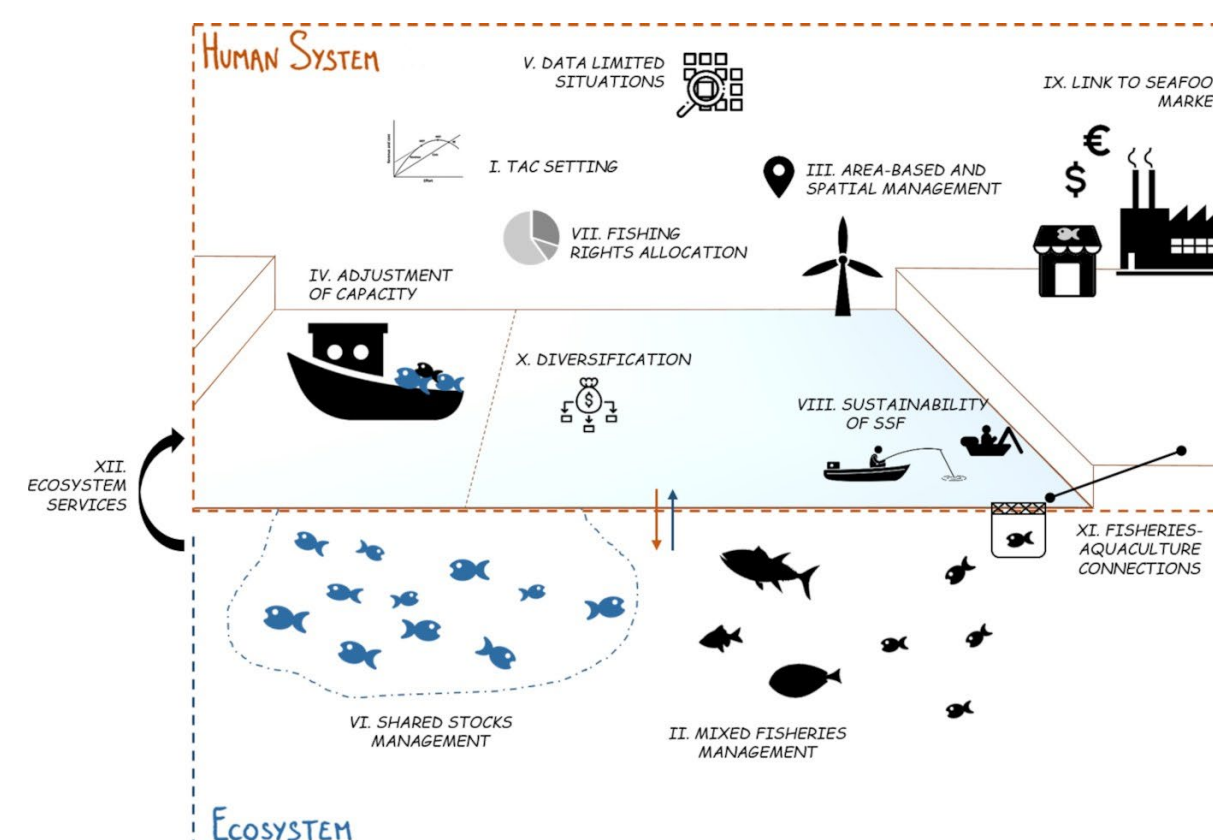 HUMAN SYSTEM
V. DATA LIMITED
SITUATIONS
IX. LINK TO SEAFOO
MARKE
I. TAC SETTING
III. AREA-BASED AND
SPATIAL MANAGEMENT
VII. FISHING
RIGHTS ALLOCATION
IV. ADJUSTMENT
OF CAPACITY
X. DIVERSIFICATION
VIII. SUSTAINABILITY
OF SSF
XII.
ECOSYSTEM
SERVICES
XI. FISHERIES-
AQUACULTURE
CONNECTIONS
VI. SHARED STOCKS
MANAGEMENT
II. MIXED FISHERIES
MANAGEMENT
ECOSYSTEM